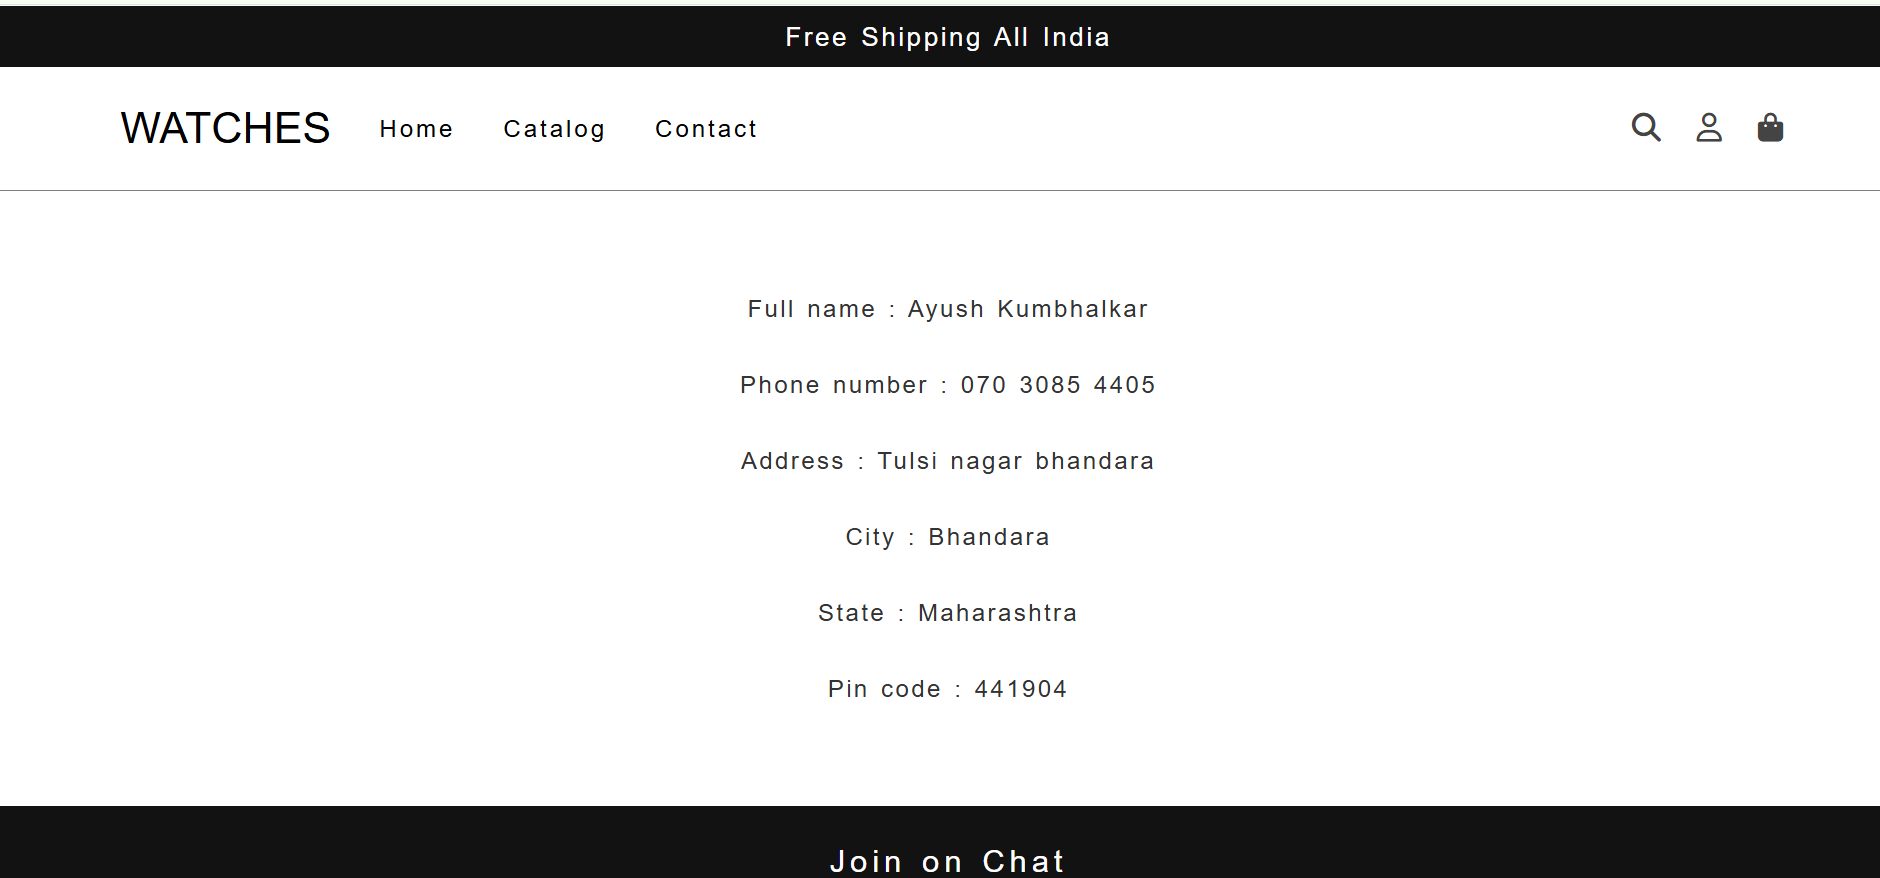 Free Shipping All India
WATCHES Home Catalog Contact
Full name : Ayush Kumbhalkar
Phone number : 070 3085 4405
Address : Tulsi nagar bhandara
City : Bhandara
State : Maharashtra
Pin code : 441904
Join on Chat